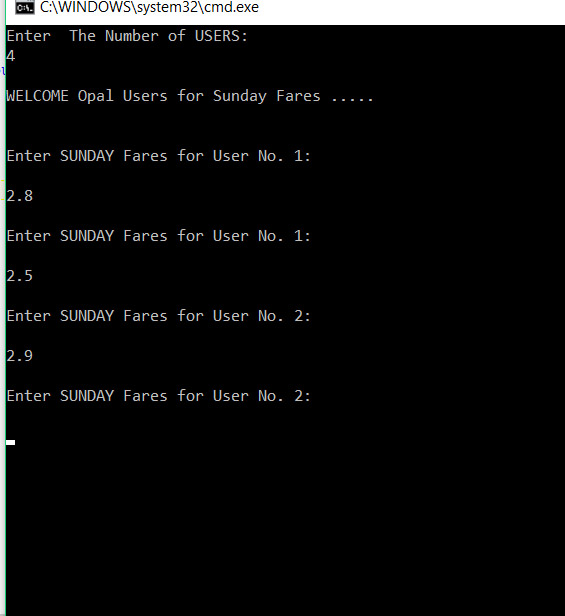 C:\WINDOWS\system32\cmd.exe
Enter  The Number of USERS:
4
WELCOME Opal Users for Sunday Fares .....
Enter SUNDAY Fares for User No. 1:
2.8
Enter SUNDAY Fares for User No. 1:
2.5
Enter SUNDAY Fares for User No. 2:
2.9
Enter SUNDAY Fares for User No. 2: